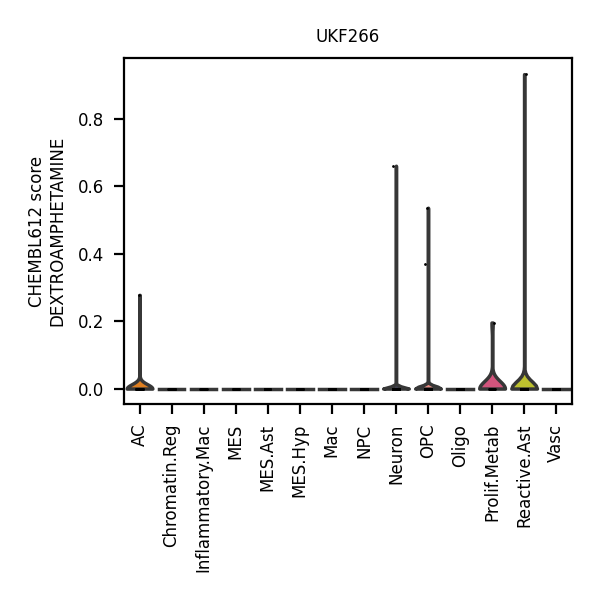 UKF266
CHEMBL612 score
DEXTROAMPHETAMINE
0.8
0.6
0.4
0.2
0.0
AC
Chromatin.Reg
Inflammatory.Mac
MES
MES.Ast
MES.Hyp
Mac
NPC
Neuron
OPC
Oligo
Prolif.Metab
Reactive.Ast
Vasc